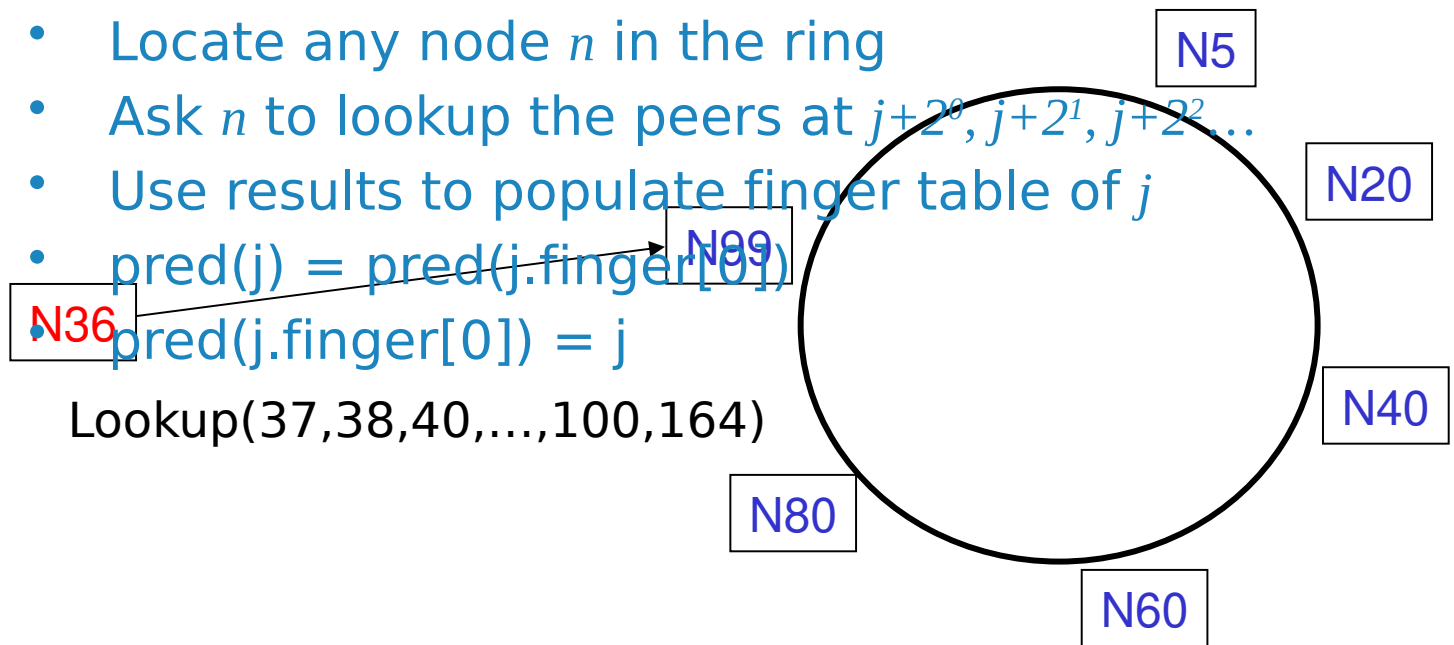 • Locate any node n in the ring
N5
• Ask n to lookup the peers at j+2⁰, j+2¹, j+2²…
• Use results to populate finger table of j
N20
• pred(j) = pred(j.finger[0])
N99
N36
• pred(j.finger[0]) = j
Lookup(37,38,40,…,100,164)
N40
N80
N60